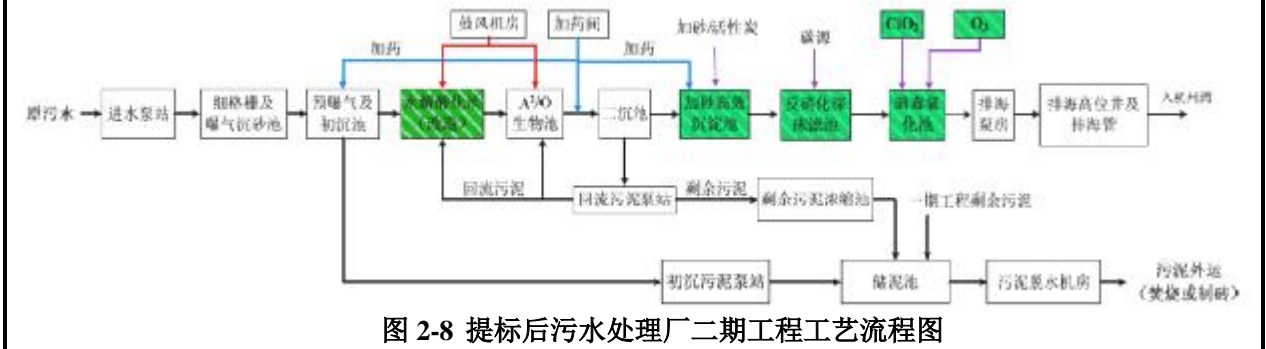 鼓风机房
加药间
加砂/活性炭
碳源
ClO₂
O₃
加药
加药
原污水
进水泵站
细格栅及
曝气沉砂池
预曝气及
初沉池
水解酸化池
(改造)
A²/O
生物池
二沉池
加砂高效
沉淀池
反硝化深
床滤池
消毒氧
化池
排海
泵房
排海高位井及
排海管
入杭州湾
回流污泥
回流污泥泵站
剩余污泥
剩余污泥浓缩池
一期工程剩余污泥
初沉污泥泵站
储泥池
污泥脱水机房
污泥外运
(焚烧或制砖)
图 2-8 提标后污水处理厂二期工程工艺流程图